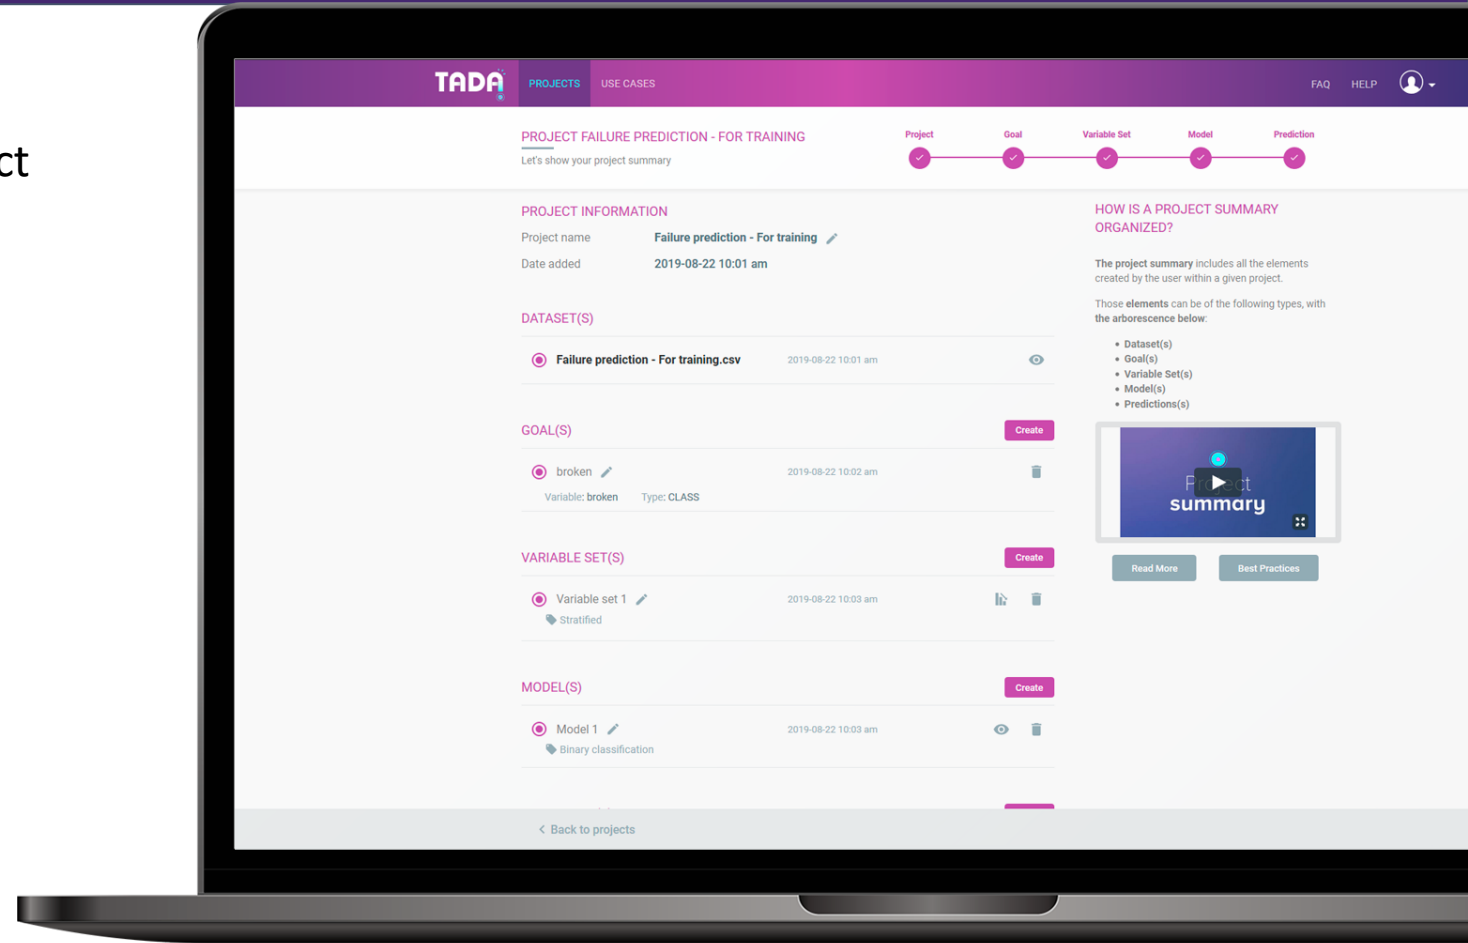 ct
TADA PROJECTS USE CASES FAQ HELP
PROJECT FAILURE PREDICTION - FOR TRAINING
Let's show your project summary
Project Goal Variable Set Model Prediction
PROJECT INFORMATION
Project name Failure prediction - For training
Date added 2019-08-22 10:01 am
DATASET(S)
Failure prediction - For training.csv 2019-08-22 10:01 am
GOAL(S) Create
broken 2019-08-22 10:02 am
Variable: broken Type: CLASS
VARIABLE SET(S) Create
Variable set 1 2019-08-22 10:03 am
Stratified
MODEL(S) Create
Model 1 2019-08-22 10:03 am
Binary classification
HOW IS A PROJECT SUMMARY
ORGANIZED?
The project summary includes all the elements
created by the user within a given project.
Those elements can be of the following types, with
the arborescence below:
• Dataset(s)
• Goal(s)
• Variable Set(s)
• Model(s)
• Predictions(s)
Project
summary
Read More Best Practices
< Back to projects